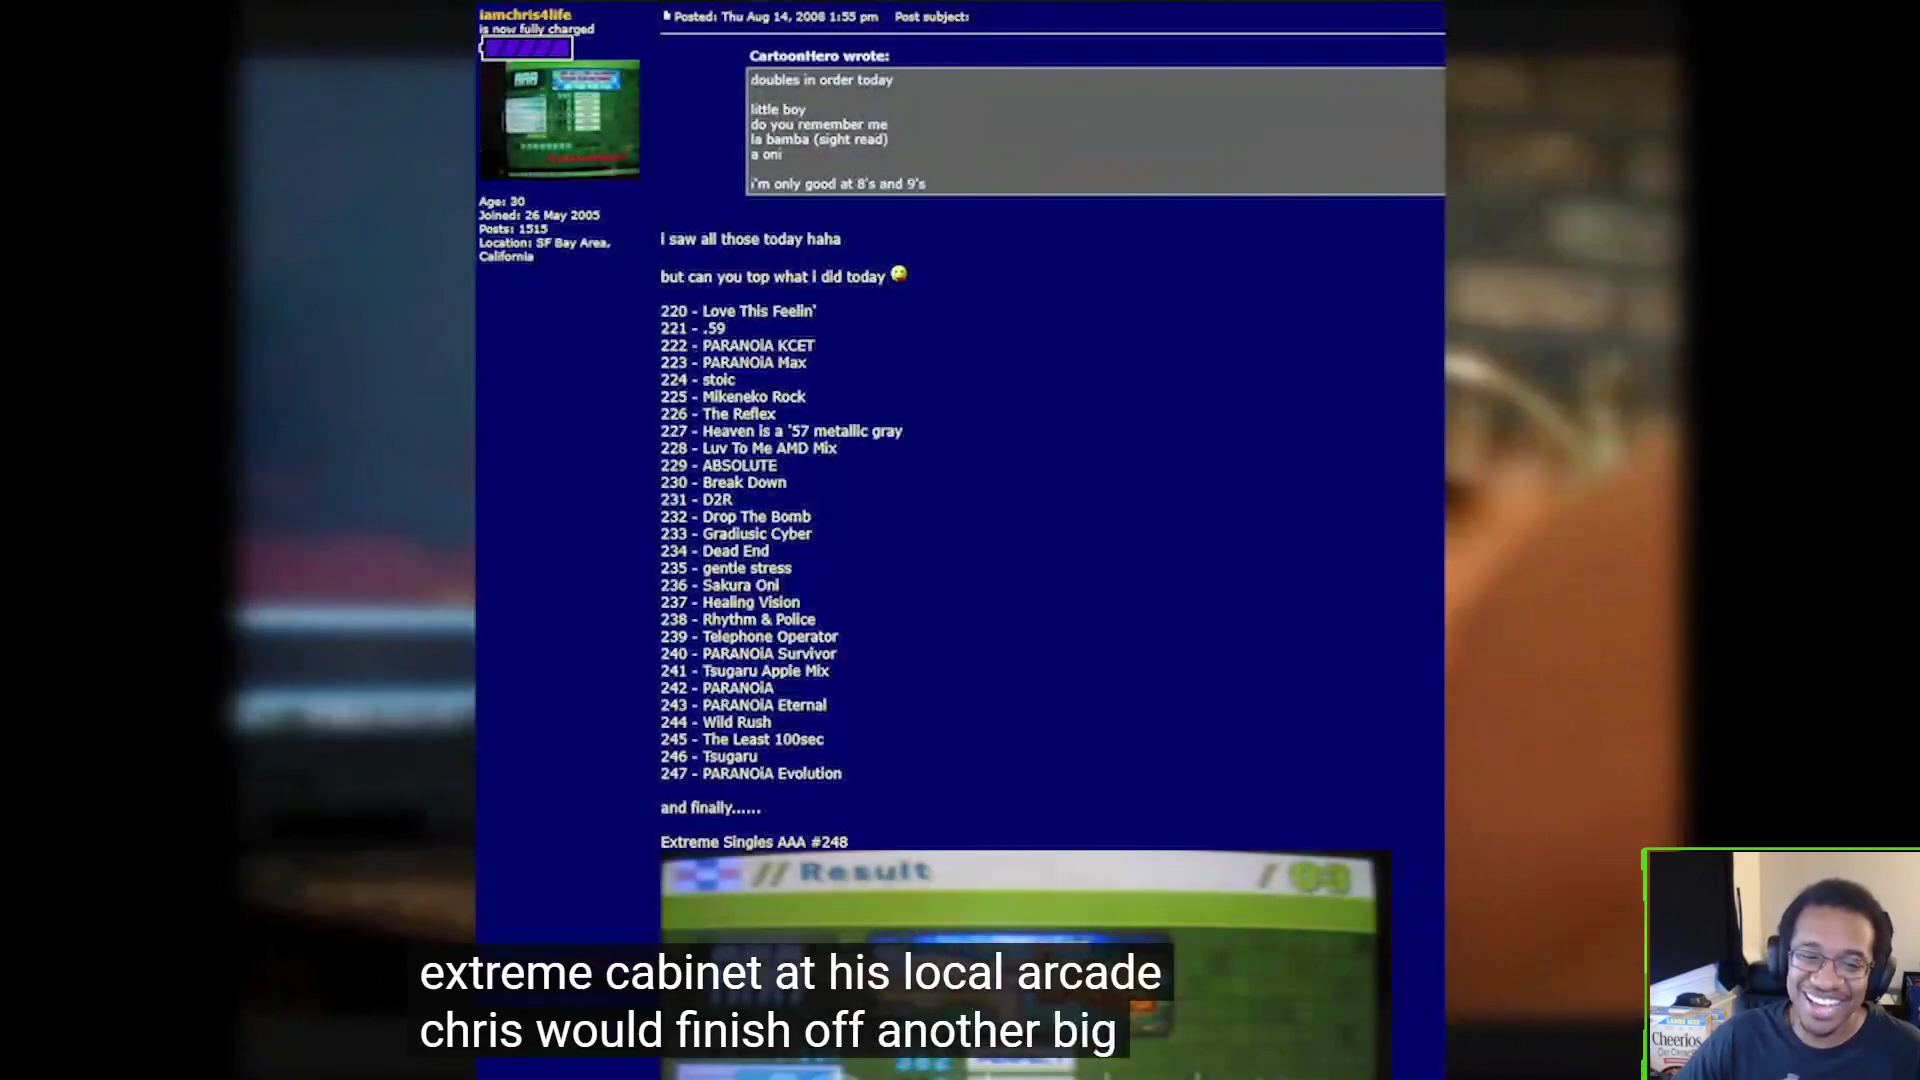 iamchris4life
is now fully charged
Age: 30
Joined: 26 May 2005
Posts: 1515
Location: SF Bay Area,
California
Posted: Thu Aug 14, 2008 1:55 pm Post subject:
CartoonHero wrote:
doubles in order today
little boy
do you remember me
la bamba (sight read)
a oni
i'm only good at 8's and 9's
i saw all those today haha
but can you top what i did today
220 - Love This Feelin'
221 - .59
222 - PARANOiA KCET
223 - PARANOiA Max
224 - stoic
225 - Mikeneko Rock
226 - The Reflex
227 - Heaven is a '57 metallic gray
228 - Luv To Me AMD Mix
229 - ABSOLUTE
230 - Break Down
231 - D2R
232 - Drop The Bomb
233 - Gradiusic Cyber
234 - Dead End
235 - gentle stress
236 - Sakura Oni
237 - Healing Vision
238 - Rhythm & Police
239 - Telephone Operator
240 - PARANOiA Survivor
241 - Tsugaru Apple Mix
242 - PARANOiA
243 - PARANOiA Eternal
244 - Wild Rush
245 - The Least 100sec
246 - Tsugaru
247 - PARANOiA Evolution
and finally......
Extreme Singles AAA #248
// Result / 03
extreme cabinet at his local arcade
chris would finish off another big
Cheerios